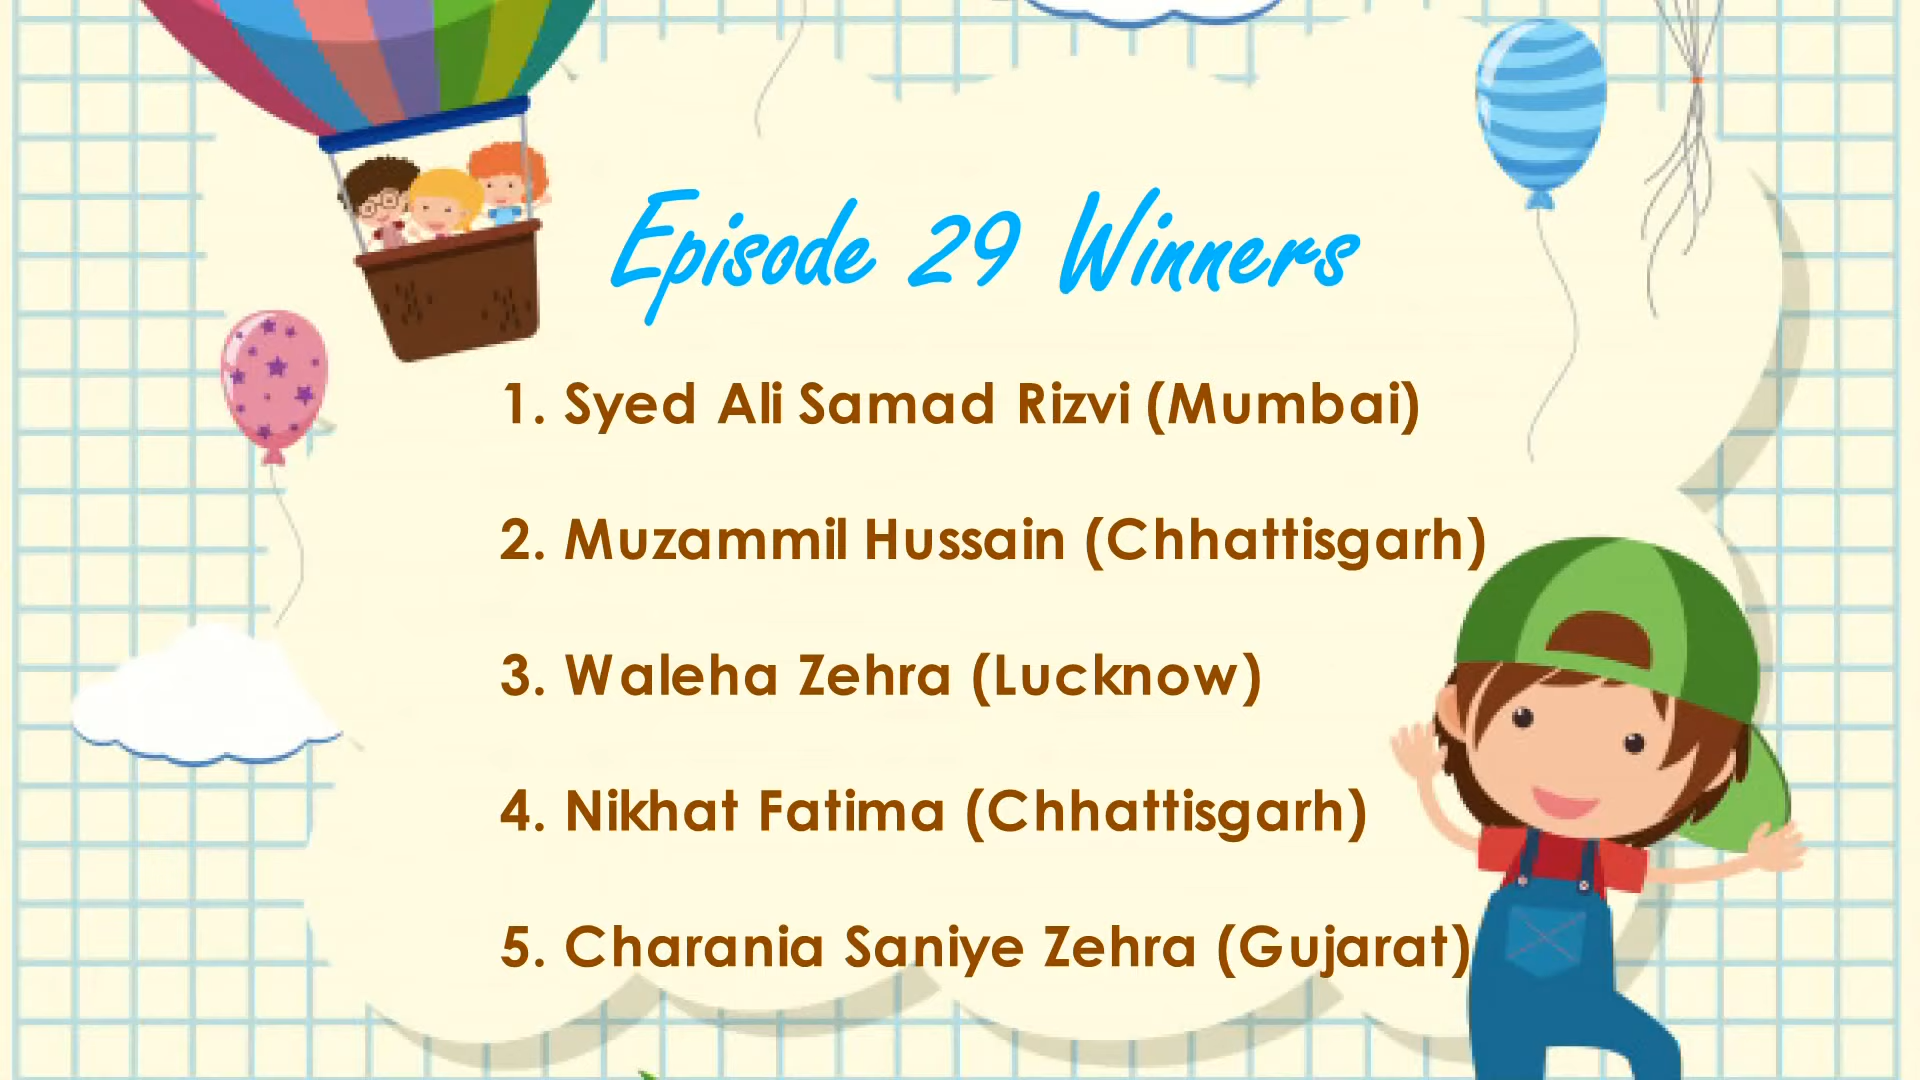 Episode 29 Winners
1. Syed Ali Samad Rizvi (Mumbai)
2. Muzammil Hussain (Chhattisgarh)
3. Waleha Zehra (Lucknow)
4. Nikhat Fatima (Chhattisgarh)
5. Charania Saniye Zehra (Gujarat)